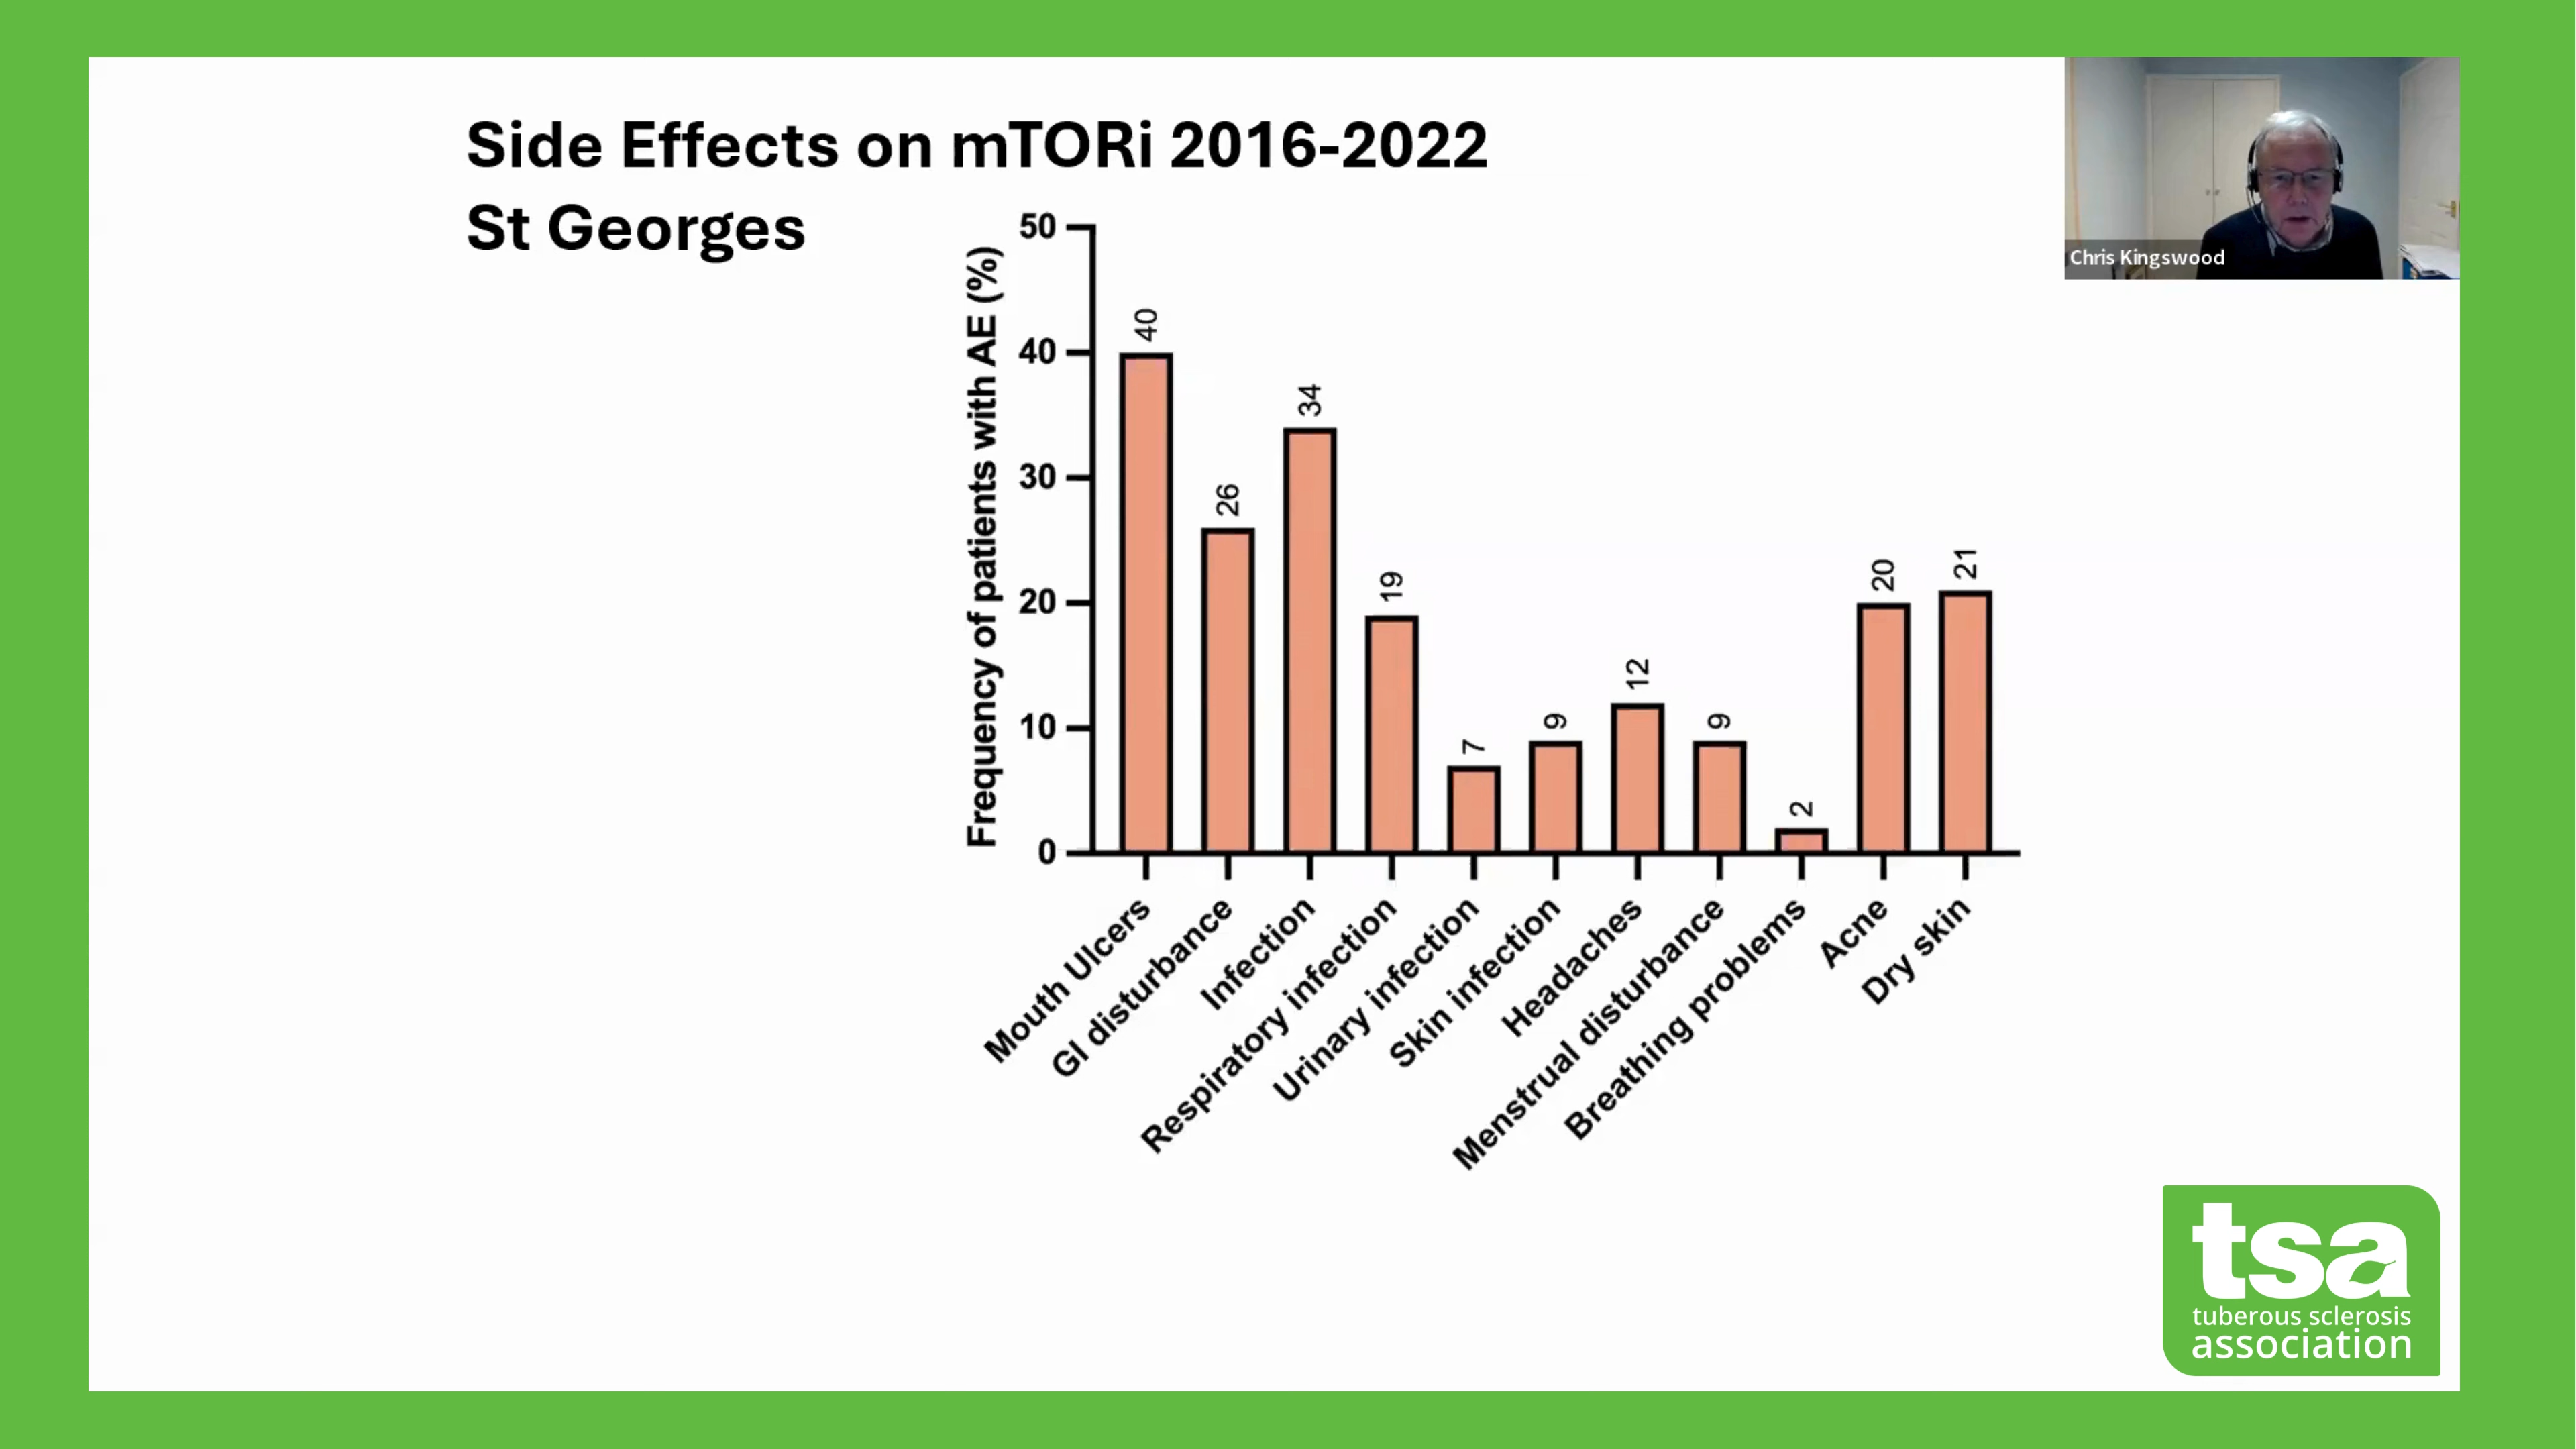 Side Effects on mTORi 2016-2022
St Georges
Chris Kingswood
Frequency of patients with AE (%)
50
40
30
20
10
0
40
26
34
19
7
9
12
9
2
20
21
Mouth Ulcers
GI disturbance
Infection
Respiratory infection
Urinary infection
Skin infection
Headaches
Menstrual disturbance
Breathing problems
Acne
Dry skin
tsa
tuberous sclerosis
association